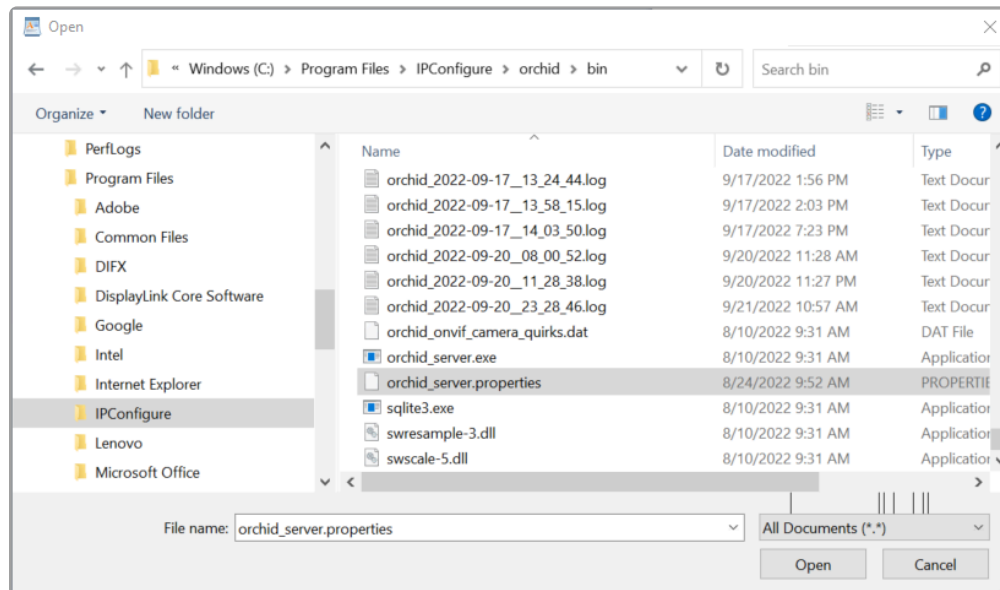 Open
« Windows (C:) > Program Files > IPConfigure > orchid > bin
Search bin
Organize
New folder
PerfLogs
Program Files
Adobe
Common Files
DIFX
DisplayLink Core Software
Google
Intel
Internet Explorer
IPConfigure
Lenovo
Microsoft Office
Name Date modified Type
orchid_2022-09-17__13_24_44.log 9/17/2022 1:56 PM Text Docur
orchid_2022-09-17__13_58_15.log 9/17/2022 2:03 PM Text Docur
orchid_2022-09-17__14_03_50.log 9/17/2022 7:23 PM Text Docur
orchid_2022-09-20__08_00_52.log 9/20/2022 11:28 AM Text Docur
orchid_2022-09-20__11_28_38.log 9/20/2022 11:27 PM Text Docur
orchid_2022-09-20__23_28_46.log 9/21/2022 10:57 AM Text Docur
orchid_onvif_camera_quirks.dat 8/10/2022 9:31 AM DAT File
orchid_server.exe 8/10/2022 9:31 AM Application
orchid_server.properties 8/24/2022 9:52 AM PROPERTIE
sqlite3.exe 8/10/2022 9:31 AM Application
swresample-3.dll 8/10/2022 9:31 AM Application
swscale-5.dll 8/10/2022 9:31 AM Application
File name: orchid_server.properties
All Documents (*.*)
Open
Cancel